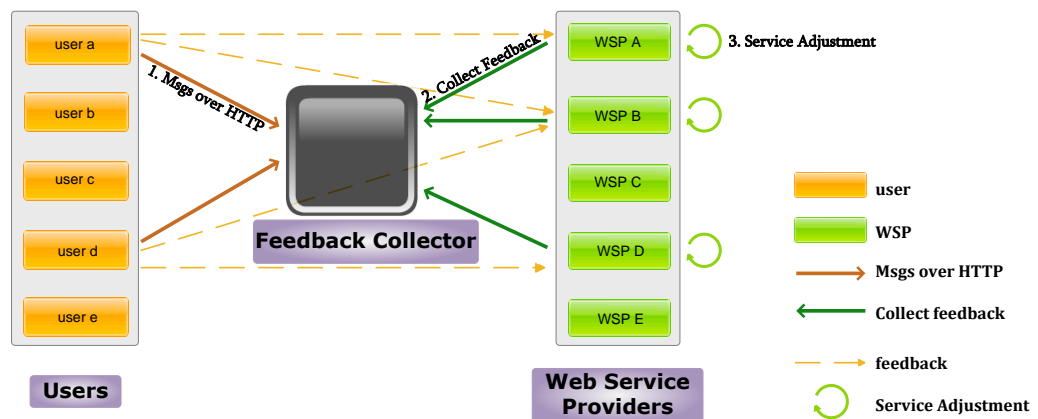 user a
user b
user c
user d
user e
Users
1. Msgs over HTTP
2. Collect Feedback
Feedback Collector
WSP A
WSP B
WSP C
WSP D
WSP E
Web Service
Providers
3. Service Adjustment
user
WSP
Msgs over HTTP
Collect feedback
feedback
Service Adjustment